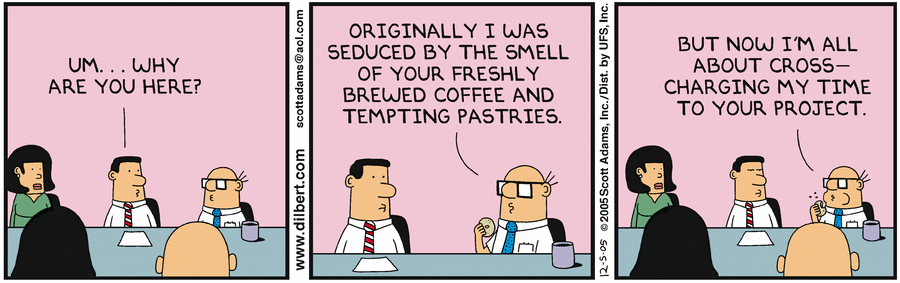 UM. . . WHY
ARE YOU HERE?
www.dilbert.com
scottadams@aol.com
ORIGINALLY I WAS
SEDUCED BY THE SMELL
OF YOUR FRESHLY
BREWED COFFEE AND
TEMPTING PASTRIES.
12-5-05 ©2005 Scott Adams, Inc./Dist. by UFS, Inc.
BUT NOW I'M ALL
ABOUT CROSS—
CHARGING MY TIME
TO YOUR PROJECT.